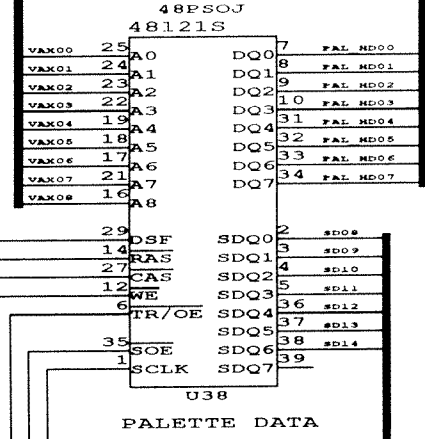 48PSOJ
48121S
VAX00 25 A0 DQ0 7 PAL MD00
VAX01 24 A1 DQ1 8 PAL MD01
VAX02 23 A2 DQ2 9 PAL MD02
VAX03 22 A3 DQ3 10 PAL MD03
VAX04 19 A4 DQ4 31 PAL MD04
VAX05 18 A5 DQ5 32 PAL MD05
VAX06 17 A6 DQ6 33 PAL MD06
VAX07 21 A7 DQ7 34 PAL MD07
VAX08 16 A8
29 DSF SDQ0 2 SD08
14 RAS SDQ1 3 SD09
27 CAS SDQ2 4 SD10
12 WE SDQ3 5 SD11
6 TR/OE SDQ4 36 SD12
SDQ5 37 SD13
35 SOE SDQ6 38 SD14
1 SCLK SDQ7 39
U38
PALETTE DATA